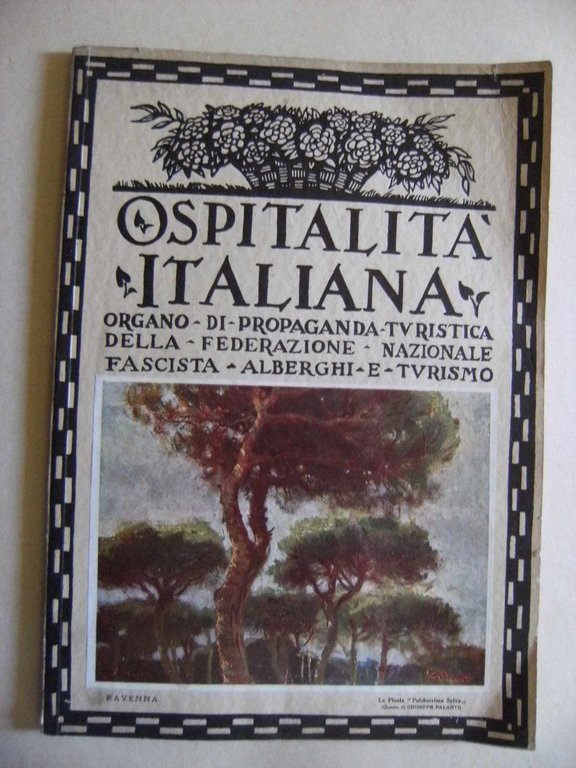 OSPITALITÀ
ITALIANA
ORGANO - DI - PROPAGANDA - TVRISTICA
DELLA - FEDERAZIONE - NAZIONALE
FASCISTA - ALBERGHI - E - TVRISMO
RAVENNA
La Pineta "Pulcherrima Sylva"
(Quadro di GIUSEPPE PALANTI)